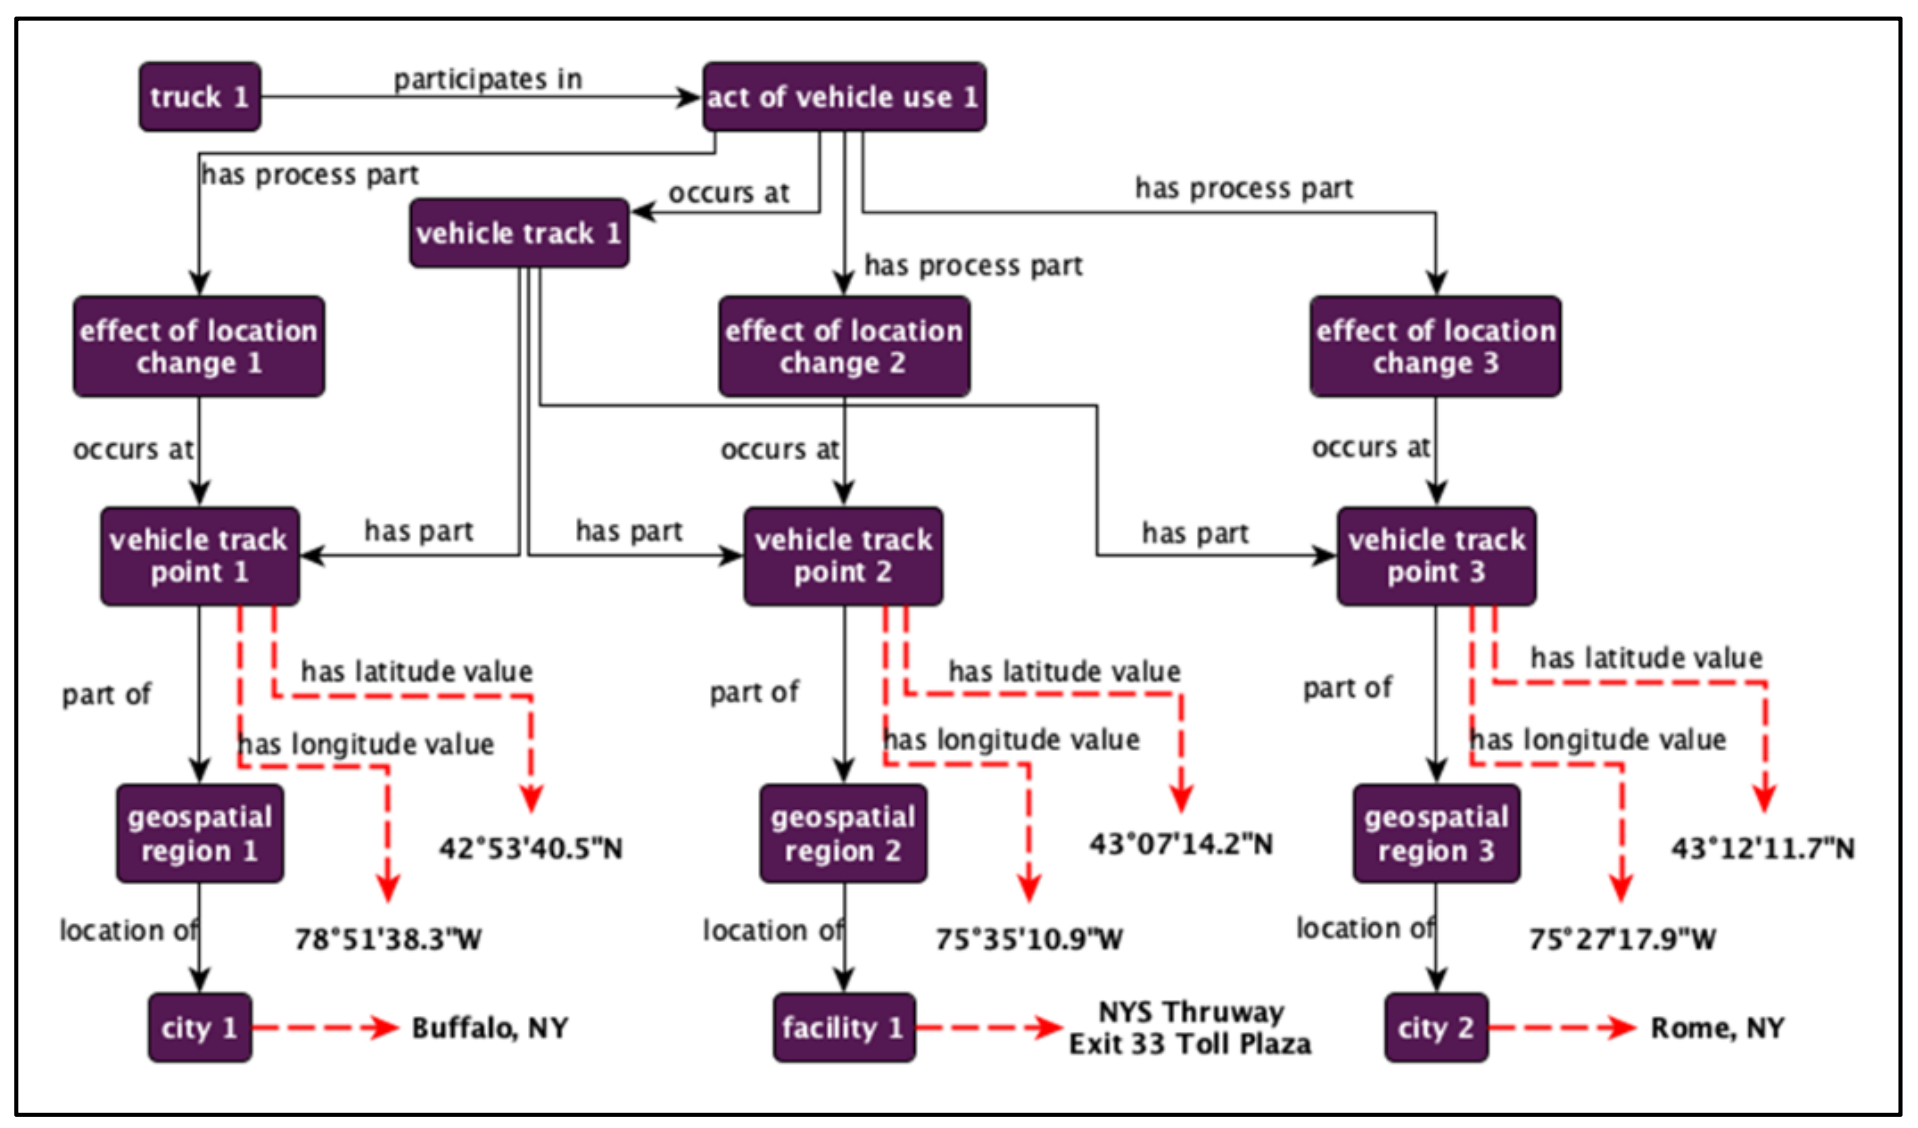 truck 1
participates in
act of vehicle use 1
has process part
occurs at
has process part
vehicle track 1
has process part
effect of location
change 1
effect of location
change 2
effect of location
change 3
occurs at
occurs at
occurs at
vehicle track
point 1
has part
has part
vehicle track
point 2
has part
vehicle track
point 3
part of
has latitude value
part of
has latitude value
part of
has latitude value
has longitude value
has longitude value
has longitude value
geospatial
region 1
42°53'40.5"N
geospatial
region 2
43°07'14.2"N
geospatial
region 3
43°12'11.7"N
location of
78°51'38.3"W
location of
75°35'10.9"W
location of
75°27'17.9"W
city 1
Buffalo, NY
facility 1
NYS Thruway
Exit 33 Toll Plaza
city 2
Rome, NY